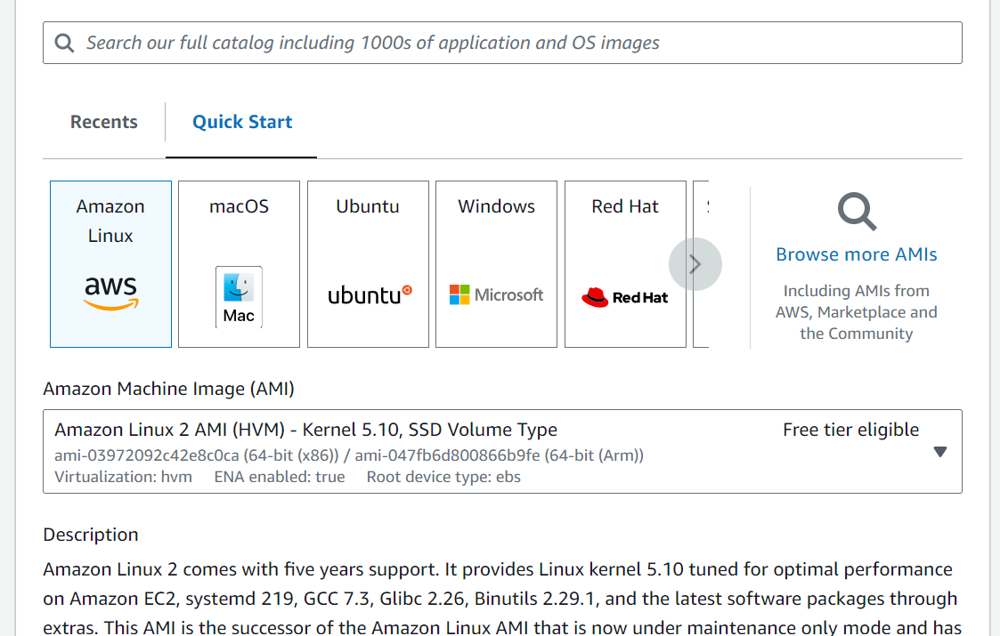 Search our full catalog including 1000s of application and OS images
Recents
Quick Start
Amazon
Linux
aws
macOS
Mac
Ubuntu
ubuntu
Windows
Microsoft
Red Hat
Red Hat
Browse more AMIs
Including AMIs from
AWS, Marketplace and
the Community
Amazon Machine Image (AMI)
Amazon Linux 2 AMI (HVM) - Kernel 5.10, SSD Volume Type
Free tier eligible
ami-03972092c42e8c0ca (64-bit (x86)) / ami-047fb6d800866b9fe (64-bit (Arm))
Virtualization: hvm ENA enabled: true Root device type: ebs
Description
Amazon Linux 2 comes with five years support. It provides Linux kernel 5.10 tuned for optimal performance
on Amazon EC2, systemd 219, GCC 7.3, Glibc 2.26, Binutils 2.29.1, and the latest software packages through
extras. This AMI is the successor of the Amazon Linux AMI that is now under maintenance only mode and has